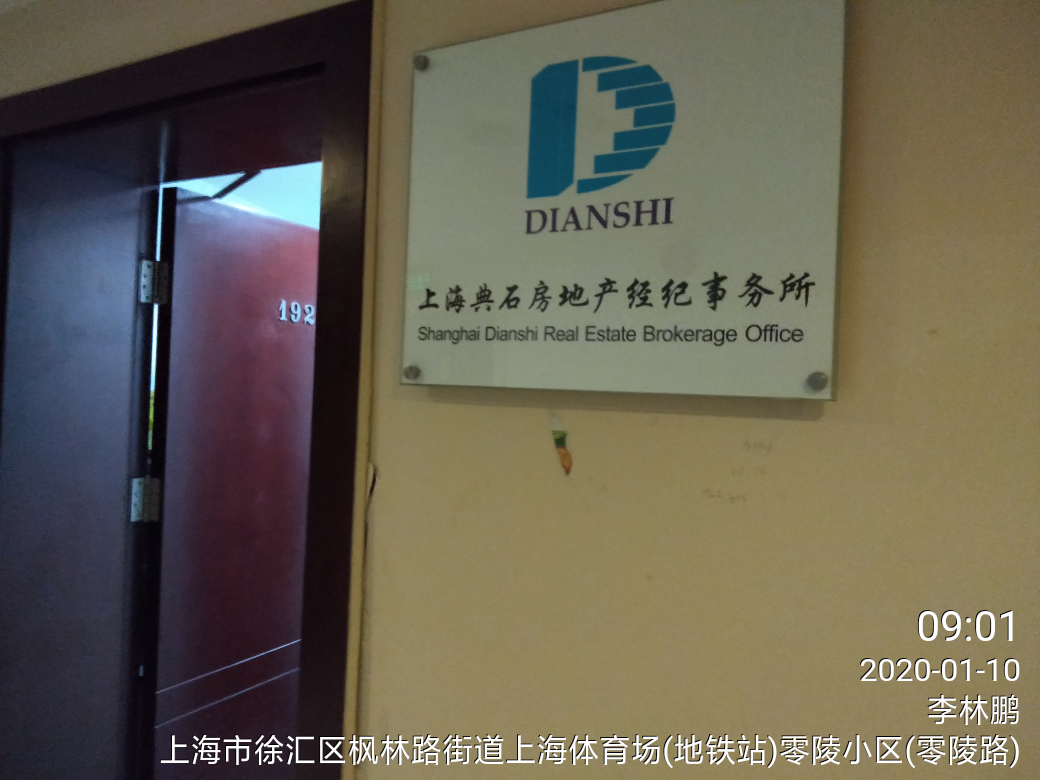 DIANSHI
上海典石房地产经纪事务所
Shanghai Dianshi Real Estate Brokerage Office
192
09:01
2020-01-10
李林鹏
上海市徐汇区枫林路街道上海体育场(地铁站)零陵小区(零陵路)